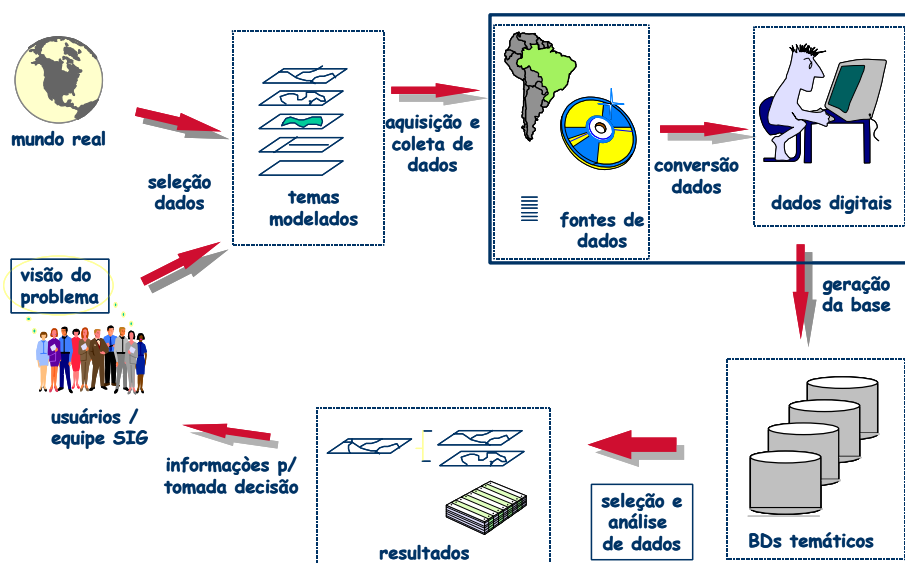 mundo real
seleção
dados
temas
modelados
aquisição e
coleta de
dados
fontes de
dados
conversão
dados
dados digitais
geração
da base
BDs temáticos
seleção e
análise
de dados
resultados
informaçòes p/
tomada decisão
usuários /
equipe SIG
visão do
problema